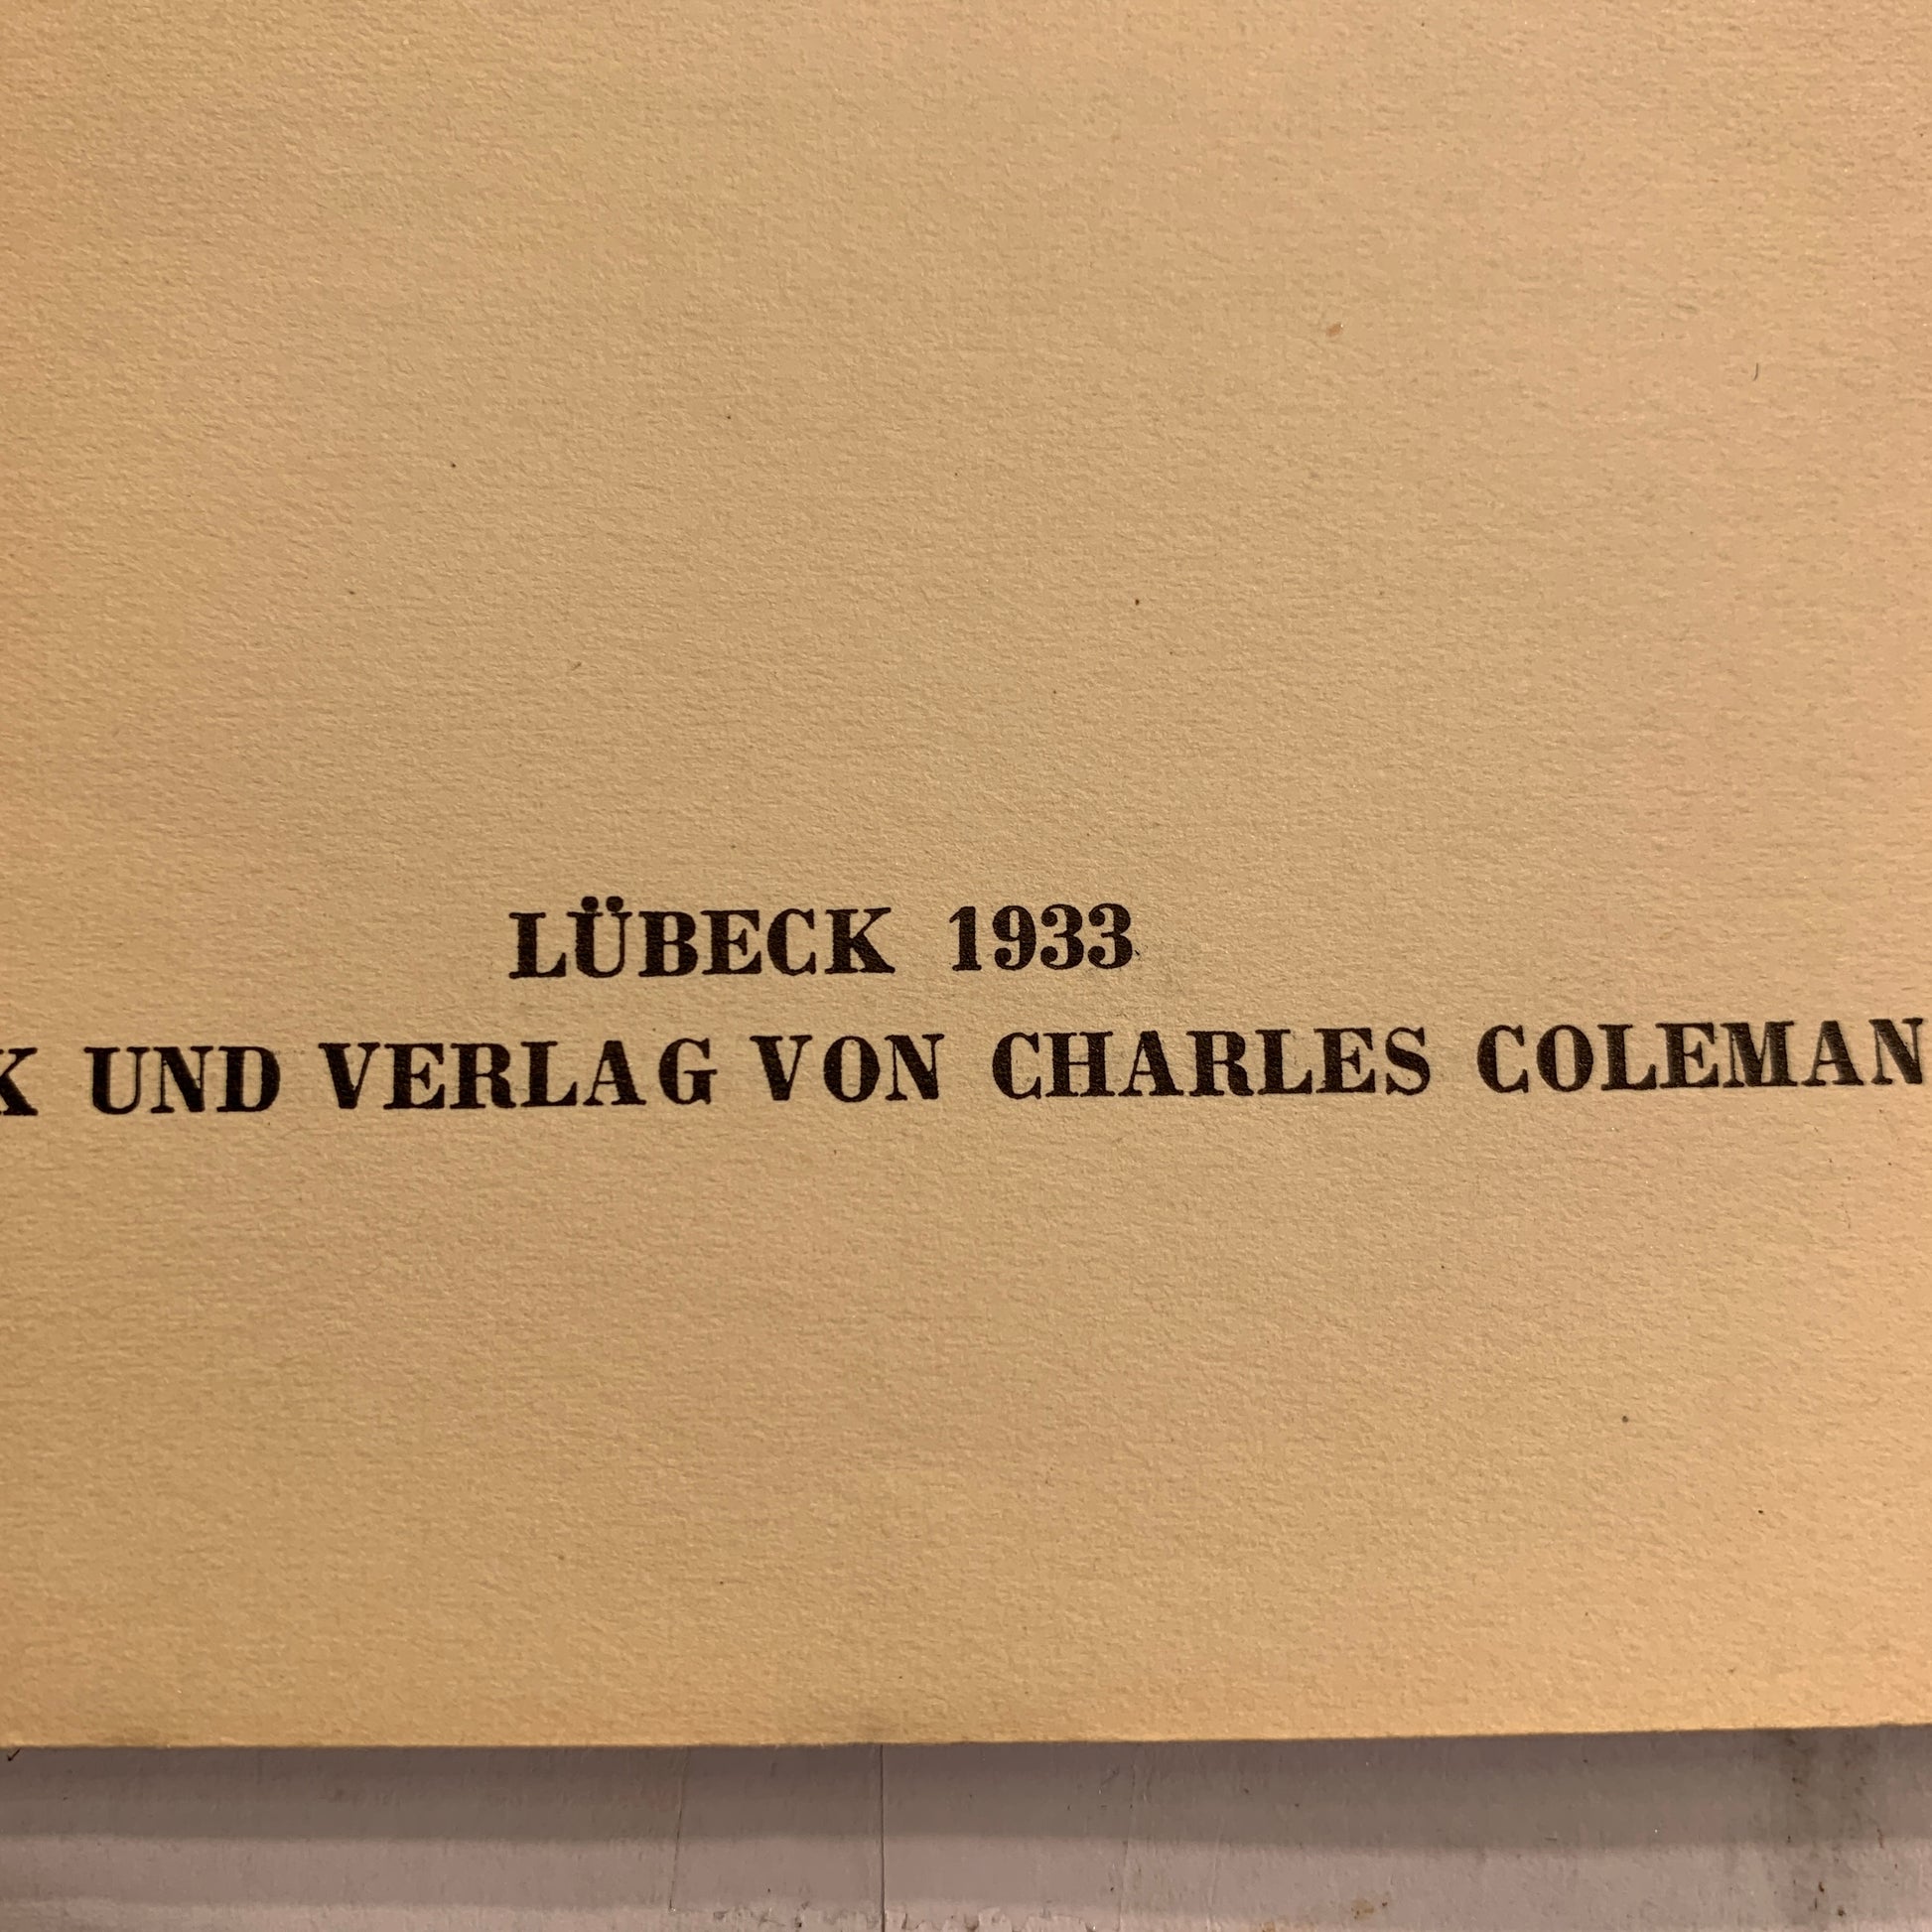 LÜBECK 1933
K UND VERLAG VON CHARLES COLEMAN